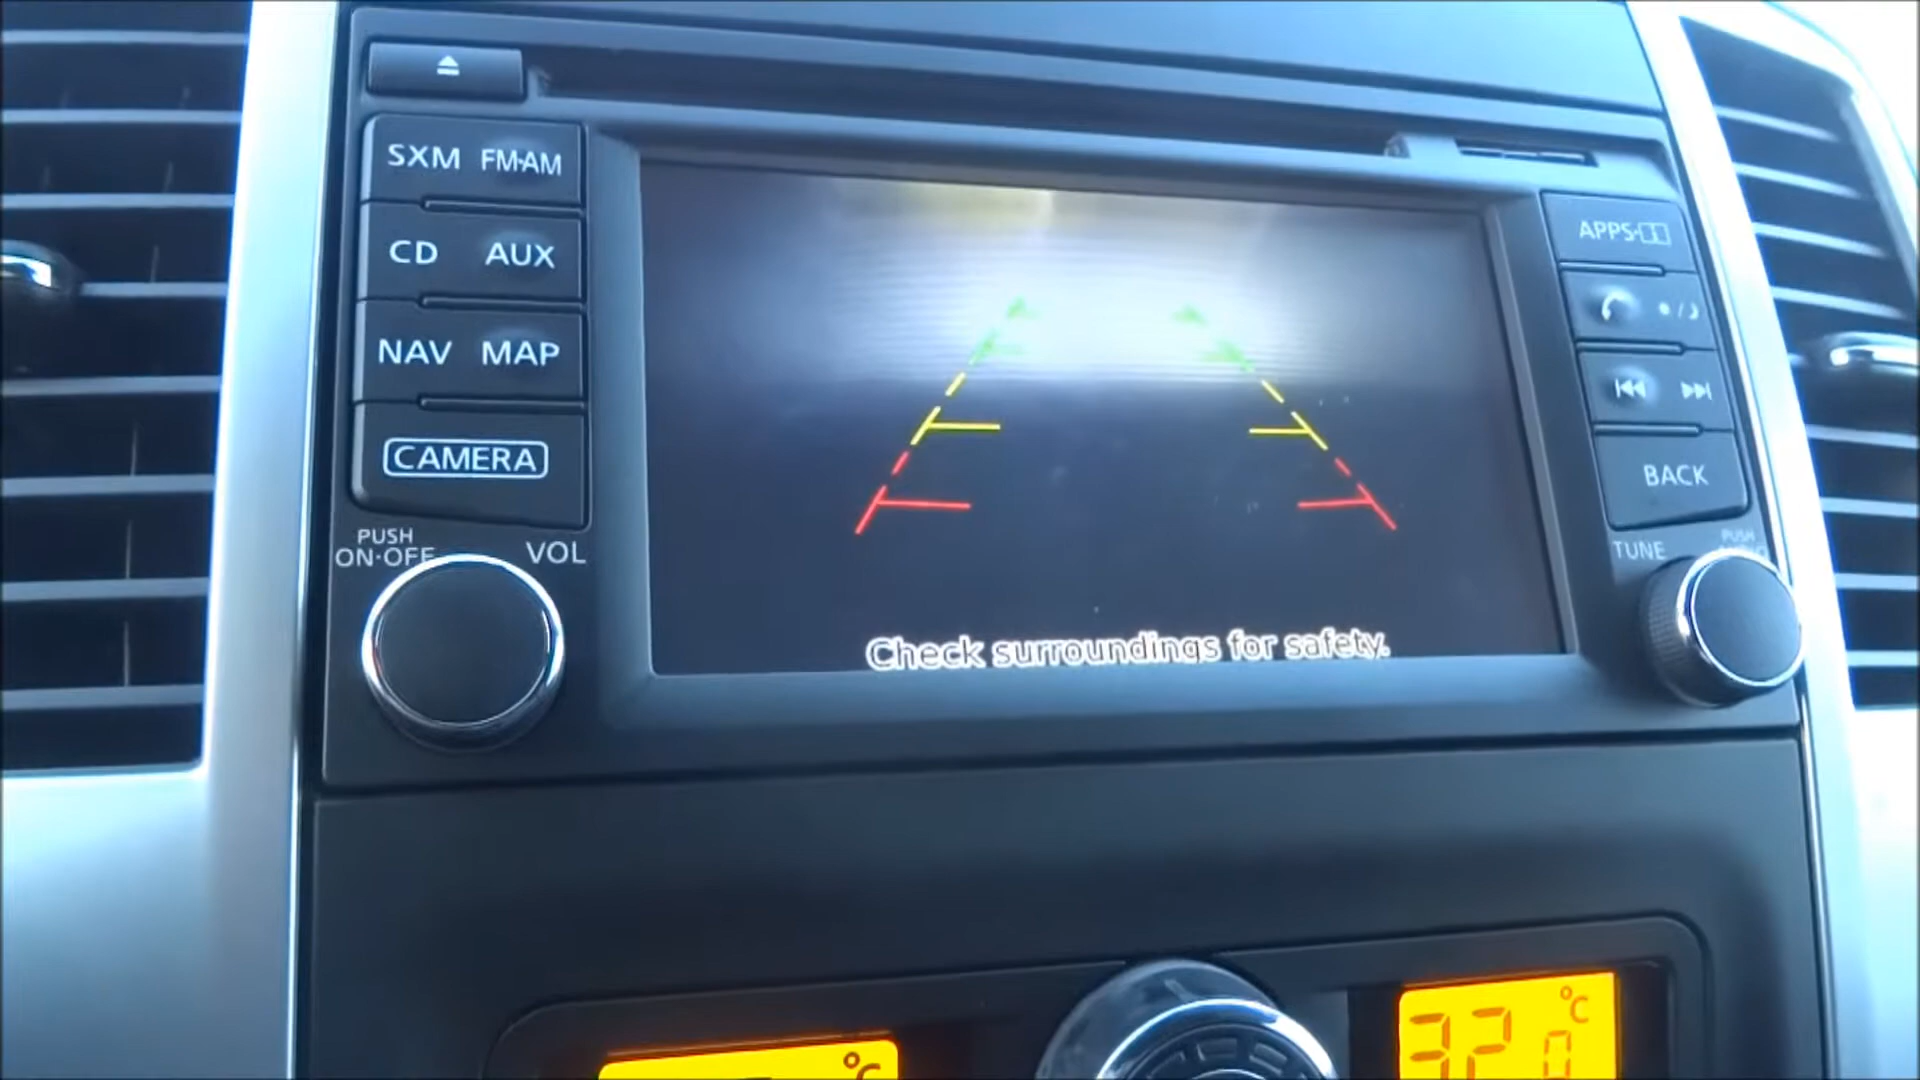 SXM FM·AM
CD AUX
NAV MAP
CAMERA
PUSH
ON·OFF
VOL
Check surroundings for safety.
APPS·
BACK
TUNE
PUSH
°C
32.0 °C